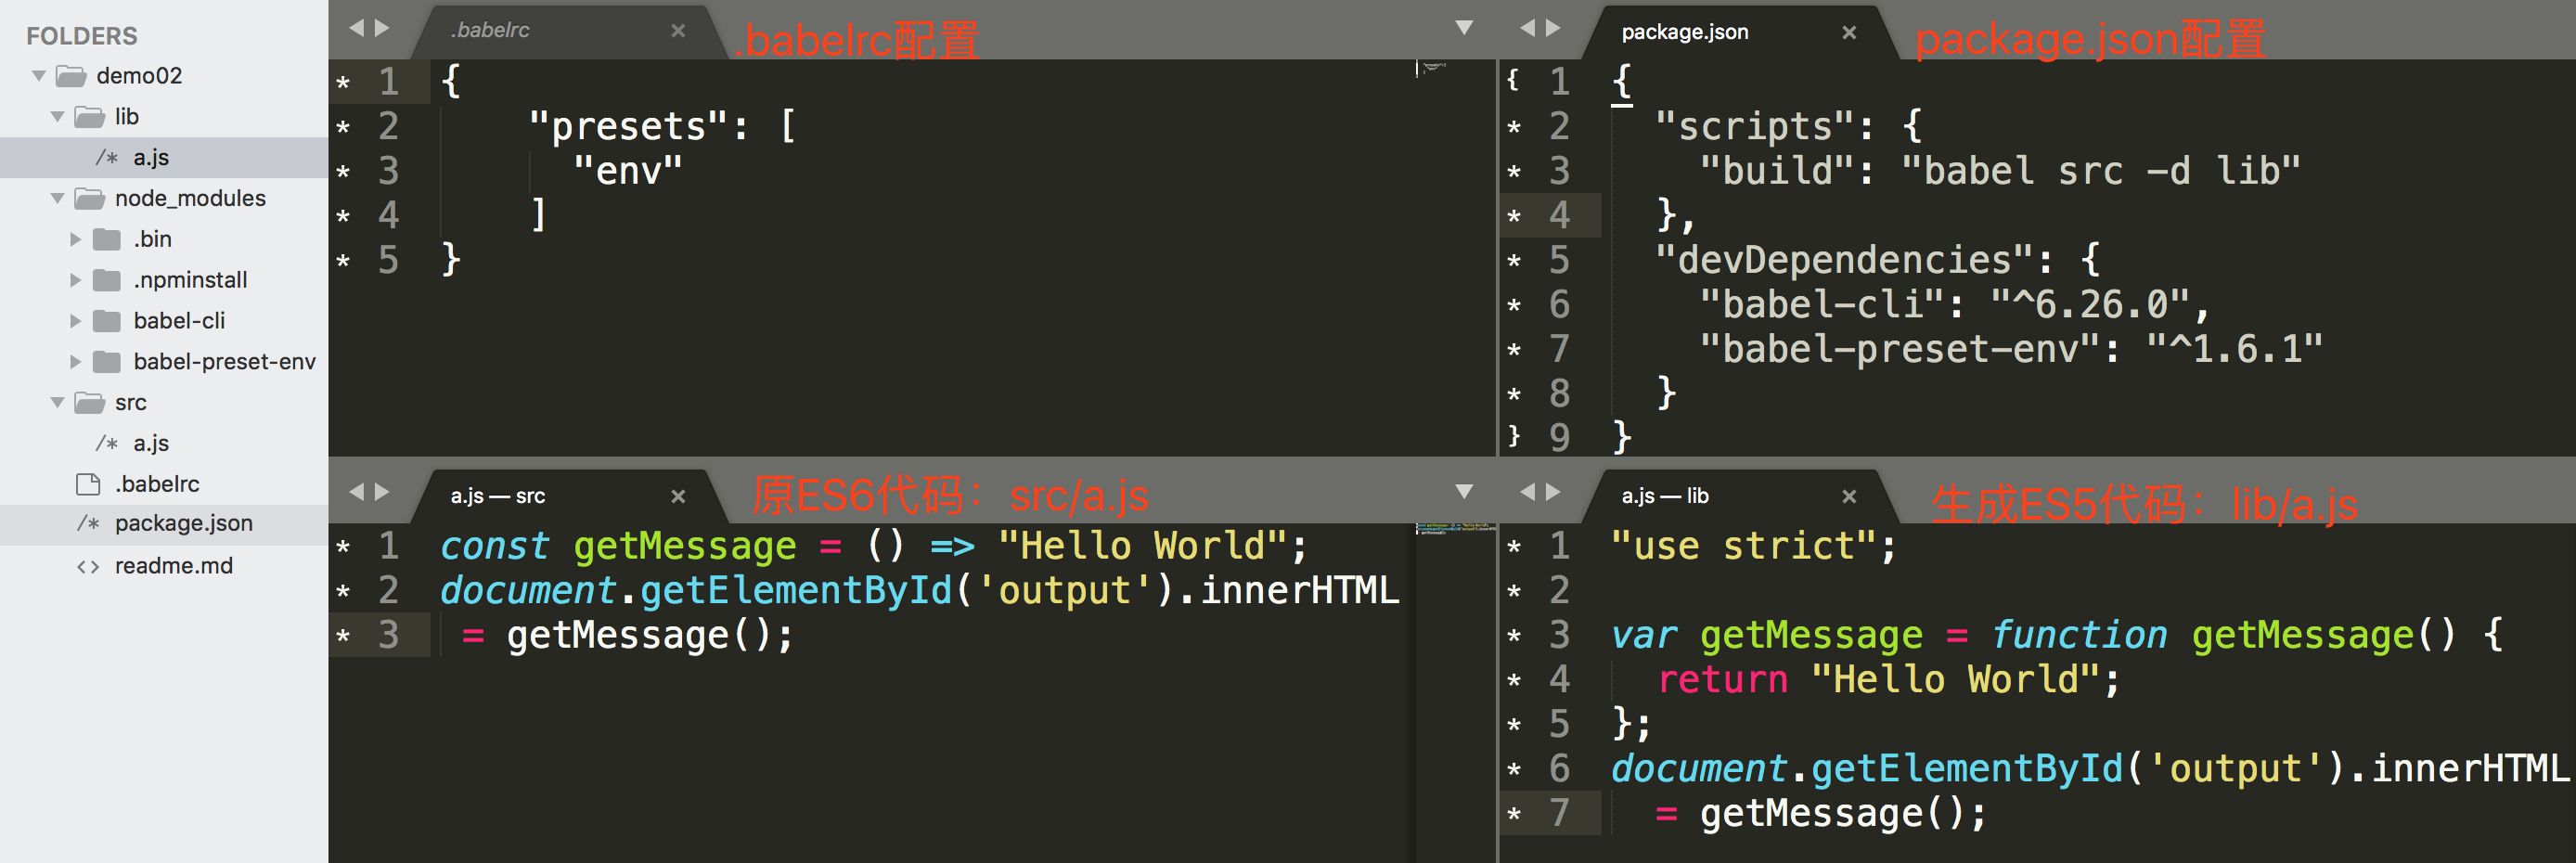 FOLDERS
demo02
lib
/* a.js
node_modules
.bin
.npminstall
babel-cli
babel-preset-env
src
/* a.js
.babelrc
/* package.json
<> readme.md
.babelrc ×
.babelrc配置
* 1 {
* 2 "presets": [
* 3 "env"
* 4 ]
* 5 }
package.json ×
package.json配置
{ 1 {
* 2 "scripts": {
* 3 "build": "babel src -d lib"
* 4 },
* 5 "devDependencies": {
* 6 "babel-cli": "^6.26.0",
* 7 "babel-preset-env": "^1.6.1"
* 8 }
} 9 }
a.js — src ×
原ES6代码：src/a.js
* 1 const getMessage = () => "Hello World";
* 2 document.getElementById('output').innerHTML
* 3 = getMessage();
a.js — lib ×
生成ES5代码：lib/a.js
* 1 "use strict";
* 2
* 3 var getMessage = function getMessage() {
* 4 return "Hello World";
* 5 };
* 6 document.getElementById('output').innerHTML
* 7 = getMessage();